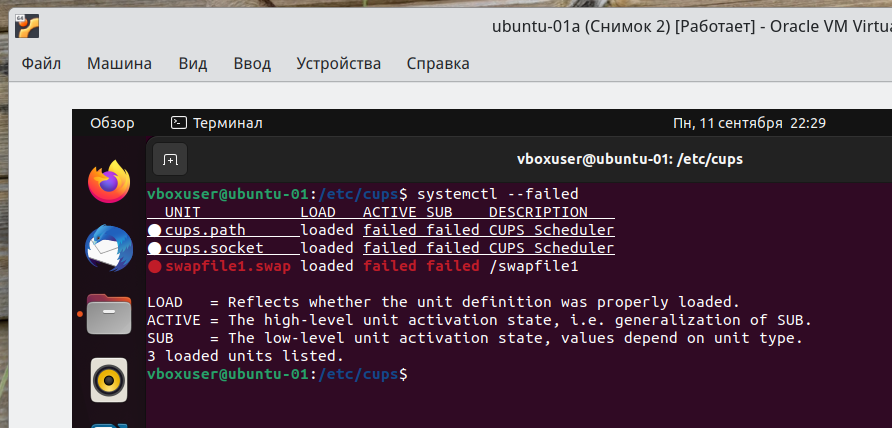 ubuntu-01a (Снимок 2) [Работает] - Oracle VM Virtua
Файл Машина Вид Ввод Устройства Справка
Обзор Терминал Пн, 11 сентября 22:29
vboxuser@ubuntu-01: /etc/cups
vboxuser@ubuntu-01:/etc/cups$ systemctl --failed
UNIT LOAD ACTIVE SUB DESCRIPTION
cups.path loaded failed failed CUPS Scheduler
cups.socket loaded failed failed CUPS Scheduler
swapfile1.swap loaded failed failed /swapfile1
LOAD = Reflects whether the unit definition was properly loaded.
ACTIVE = The high-level unit activation state, i.e. generalization of SUB.
SUB = The low-level unit activation state, values depend on unit type.
3 loaded units listed.
vboxuser@ubuntu-01:/etc/cups$